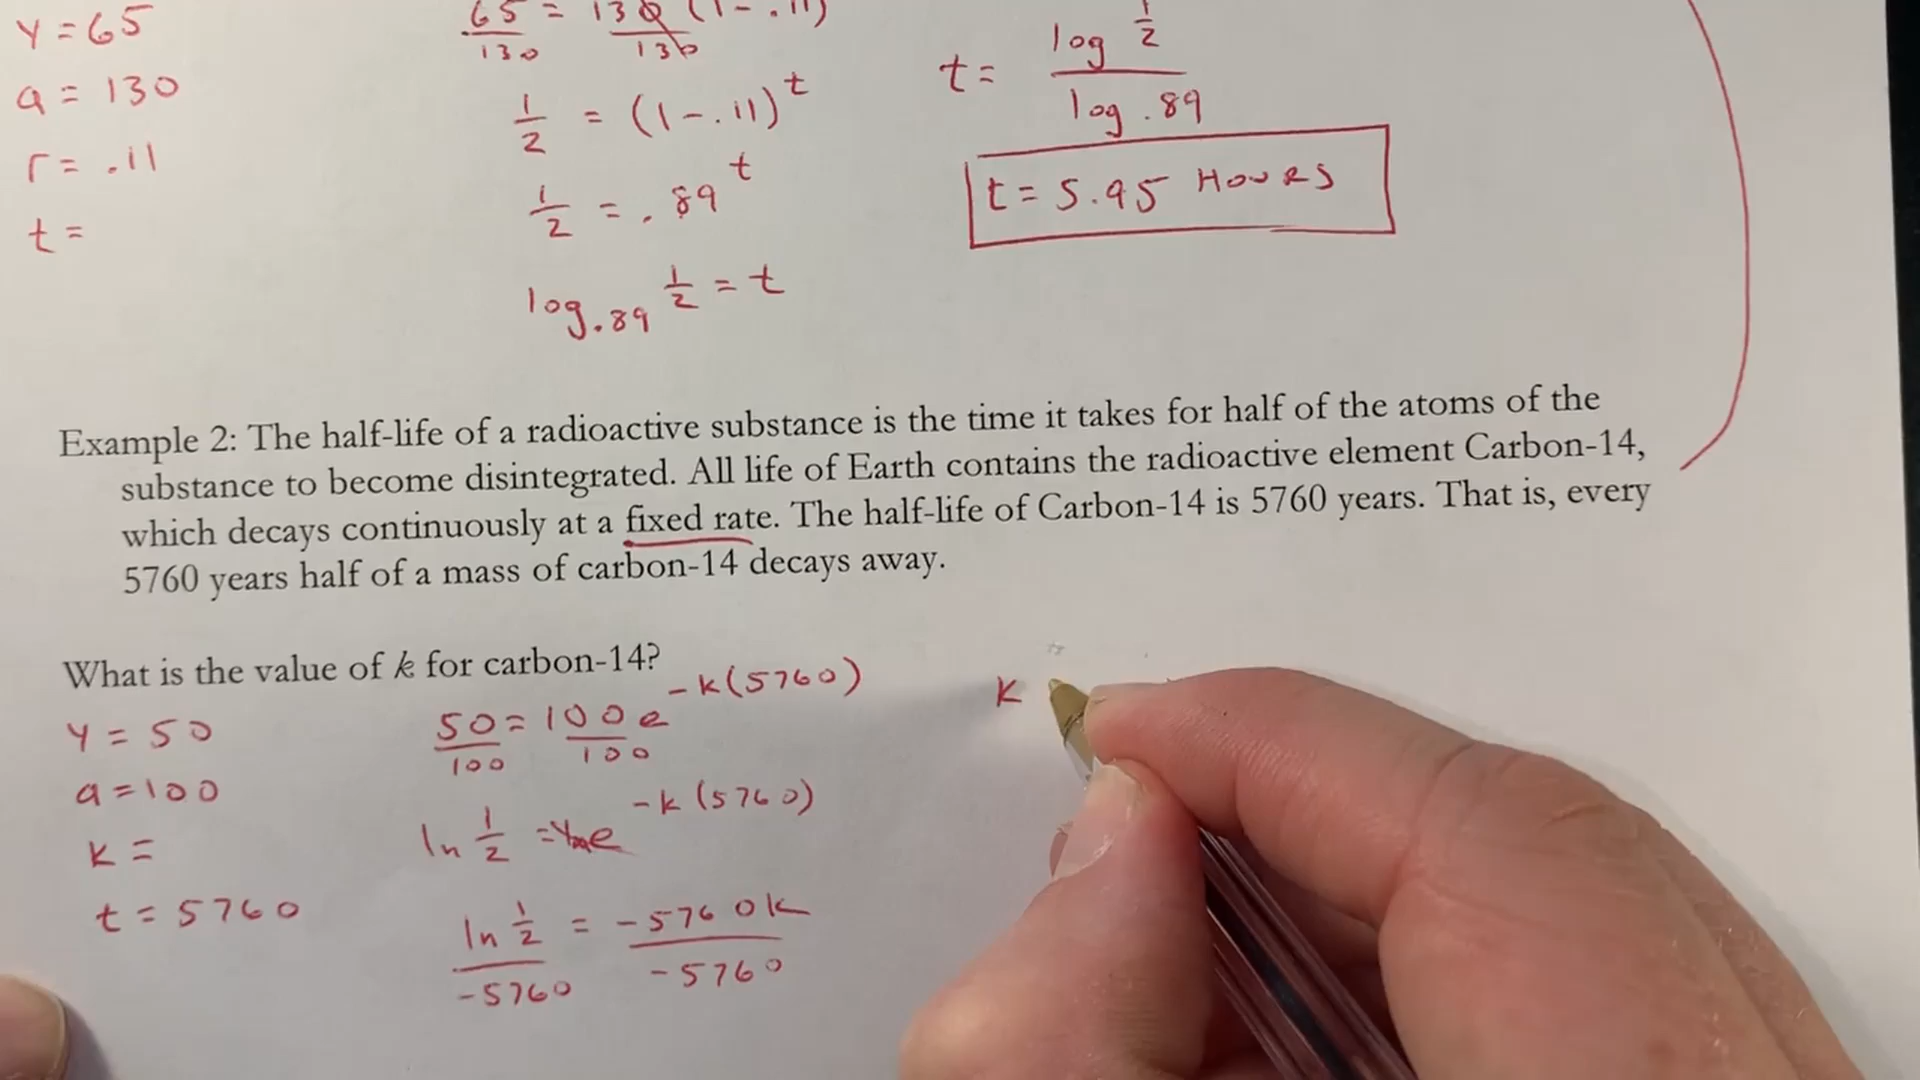 y = 65
a = 130
r = .11
t =
65 = 130 (1 - .11)
130 130
1/2 = (1 - .11)^t
1/2 = .89^t
log.89 1/2 = t
t = log 1/2
log .89
t = 5.95 HOURS
Example 2: The half-life of a radioactive substance is the time it takes for half of the atoms of the
substance to become disintegrated. All life of Earth contains the radioactive element Carbon-14,
which decays continuously at a fixed rate. The half-life of Carbon-14 is 5760 years. That is, every
5760 years half of a mass of carbon-14 decays away.
What is the value of k for carbon-14?
y = 50
a = 100
k =
t = 5760
50 = 100e^-k(5760)
100 100
ln 1/2 = ln e^-k(5760)
ln 1/2 = -5760k
-5760 -5760
k